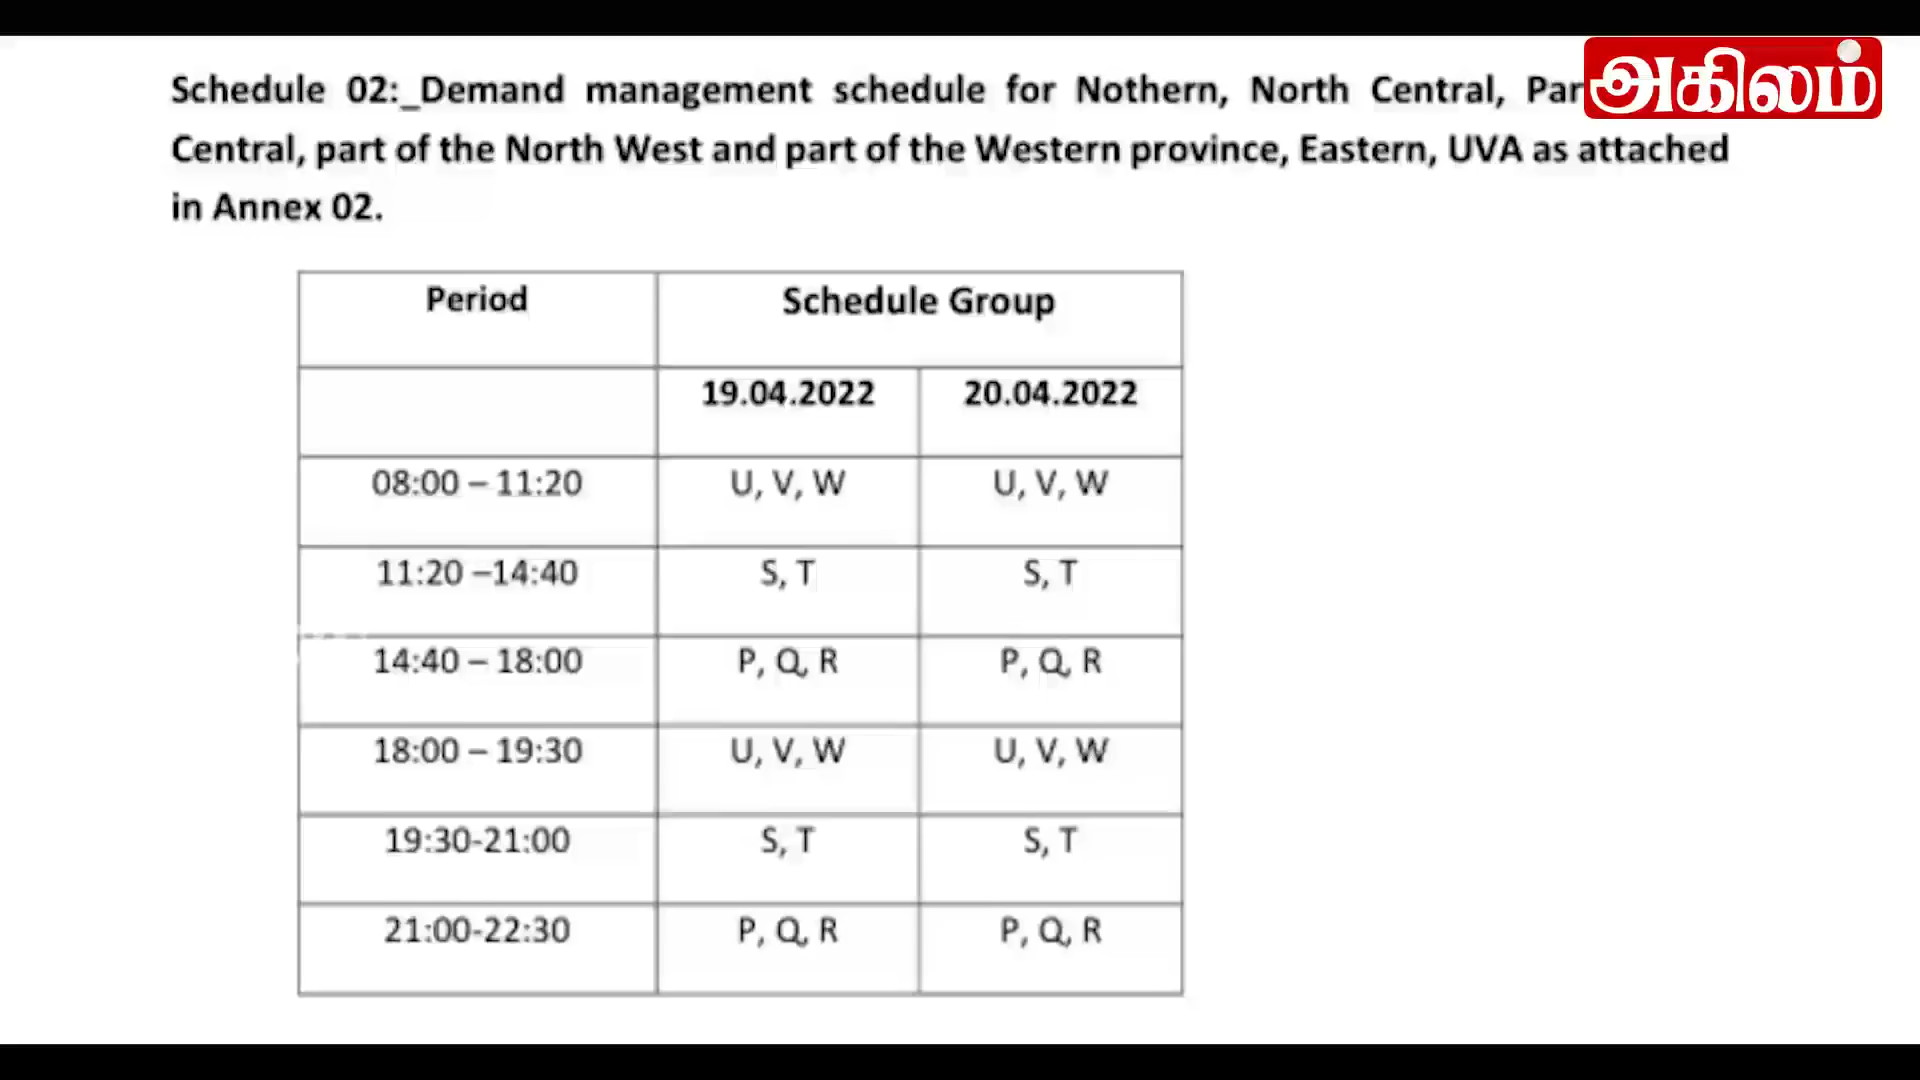 அகிலம்
Schedule 02:_Demand management schedule for Nothern, North Central,
Central, part of the North West and part of the Western province, Eastern, UVA as attached
in Annex 02.
Period Schedule Group
19.04.2022 20.04.2022
08:00 – 11:20 U, V, W U, V, W
11:20 –14:40 S, T S, T
14:40 – 18:00 P, Q, R P, Q, R
18:00 – 19:30 U, V, W U, V, W
19:30-21:00 S, T S, T
21:00-22:30 P, Q, R P, Q, R